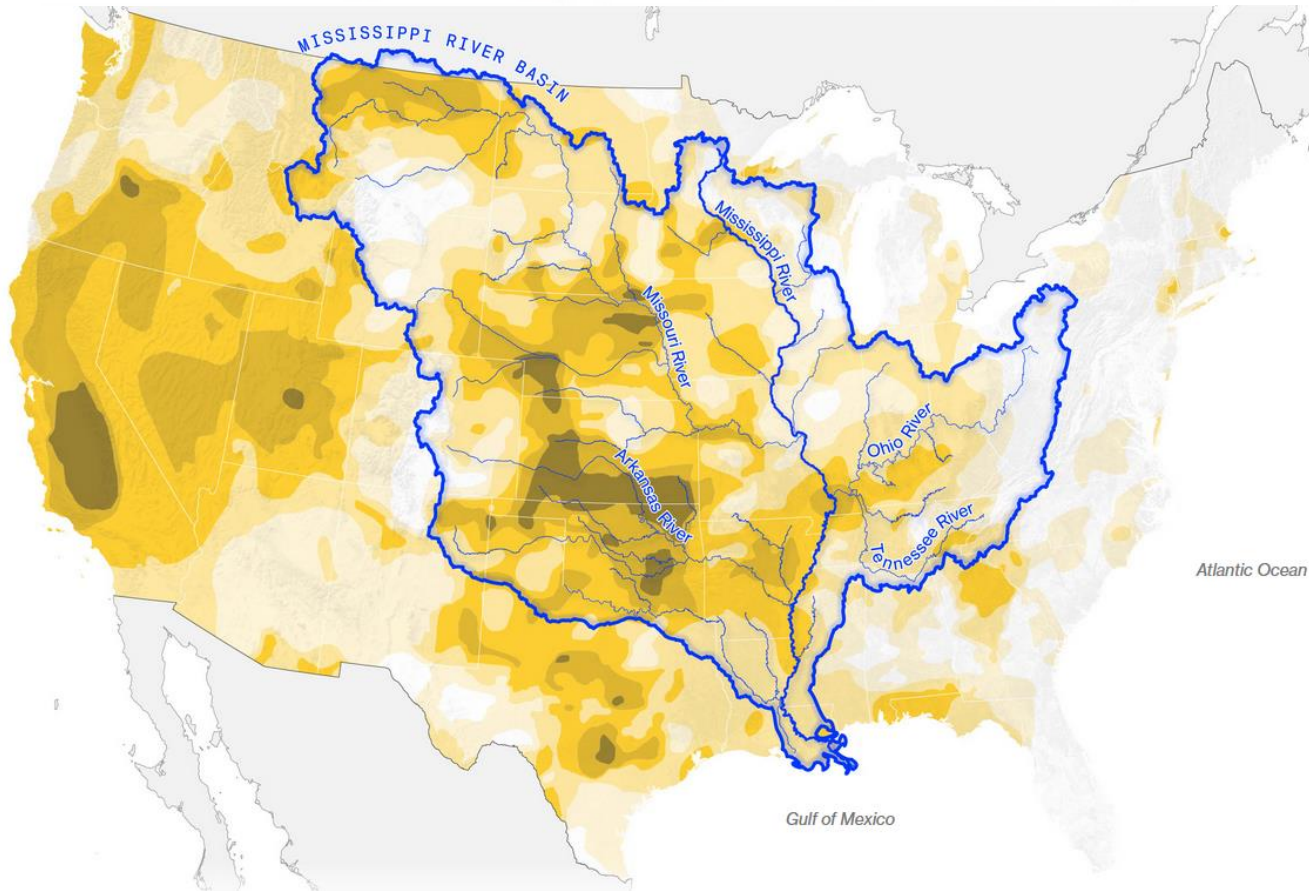 MISSISSIPPI RIVER BASIN
Mississippi River
Missouri River
Ohio River
Arkansas River
Tennessee River
Atlantic Ocean
Gulf of Mexico